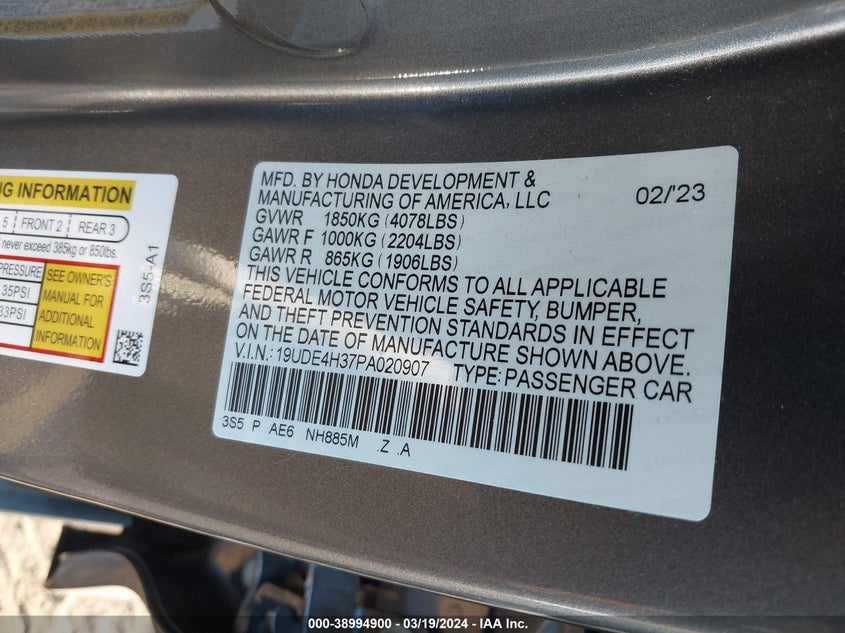 NG INFORMATION
5 FRONT 2 REAR 3
never exceed 385kg or 850lbs.
PRESSURE
35PSI
33PSI
SEE OWNER'S
MANUAL FOR
ADDITIONAL
INFORMATION
3S5-A1
MFD. BY HONDA DEVELOPMENT &
MANUFACTURING OF AMERICA, LLC 02/'23
GVWR 1850KG (4078LBS)
GAWR F 1000KG (2204LBS)
GAWR R 865KG (1906LBS)
THIS VEHICLE CONFORMS TO ALL APPLICABLE
FEDERAL MOTOR VEHICLE SAFETY, BUMPER,
AND THEFT PREVENTION STANDARDS IN EFFECT
ON THE DATE OF MANUFACTURE SHOWN ABOVE.
V.I.N.: 19UDE4H37PA020907 TYPE: PASSENGER CAR
3S5 P AE6 NH885M .Z .A
000-38994900 - 03/19/2024 - IAA Inc.